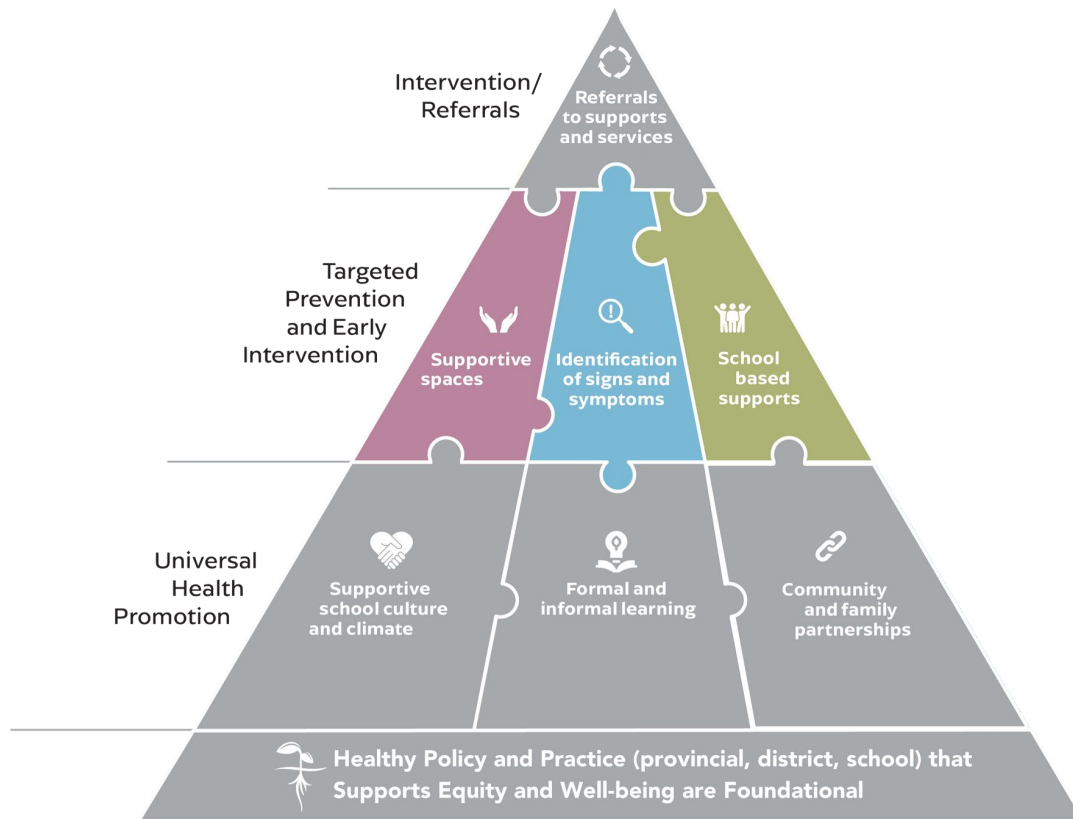 Intervention/
Referrals
Referrals
to supports
and services
Targeted
Prevention
and Early
Intervention
Supportive
spaces
Identification
of signs and
symptoms
School
based
supports
Universal
Health
Promotion
Supportive
school culture
and climate
Formal and
informal learning
Community
and family
partnerships
Healthy Policy and Practice (provincial, district, school) that
Supports Equity and Well-being are Foundational